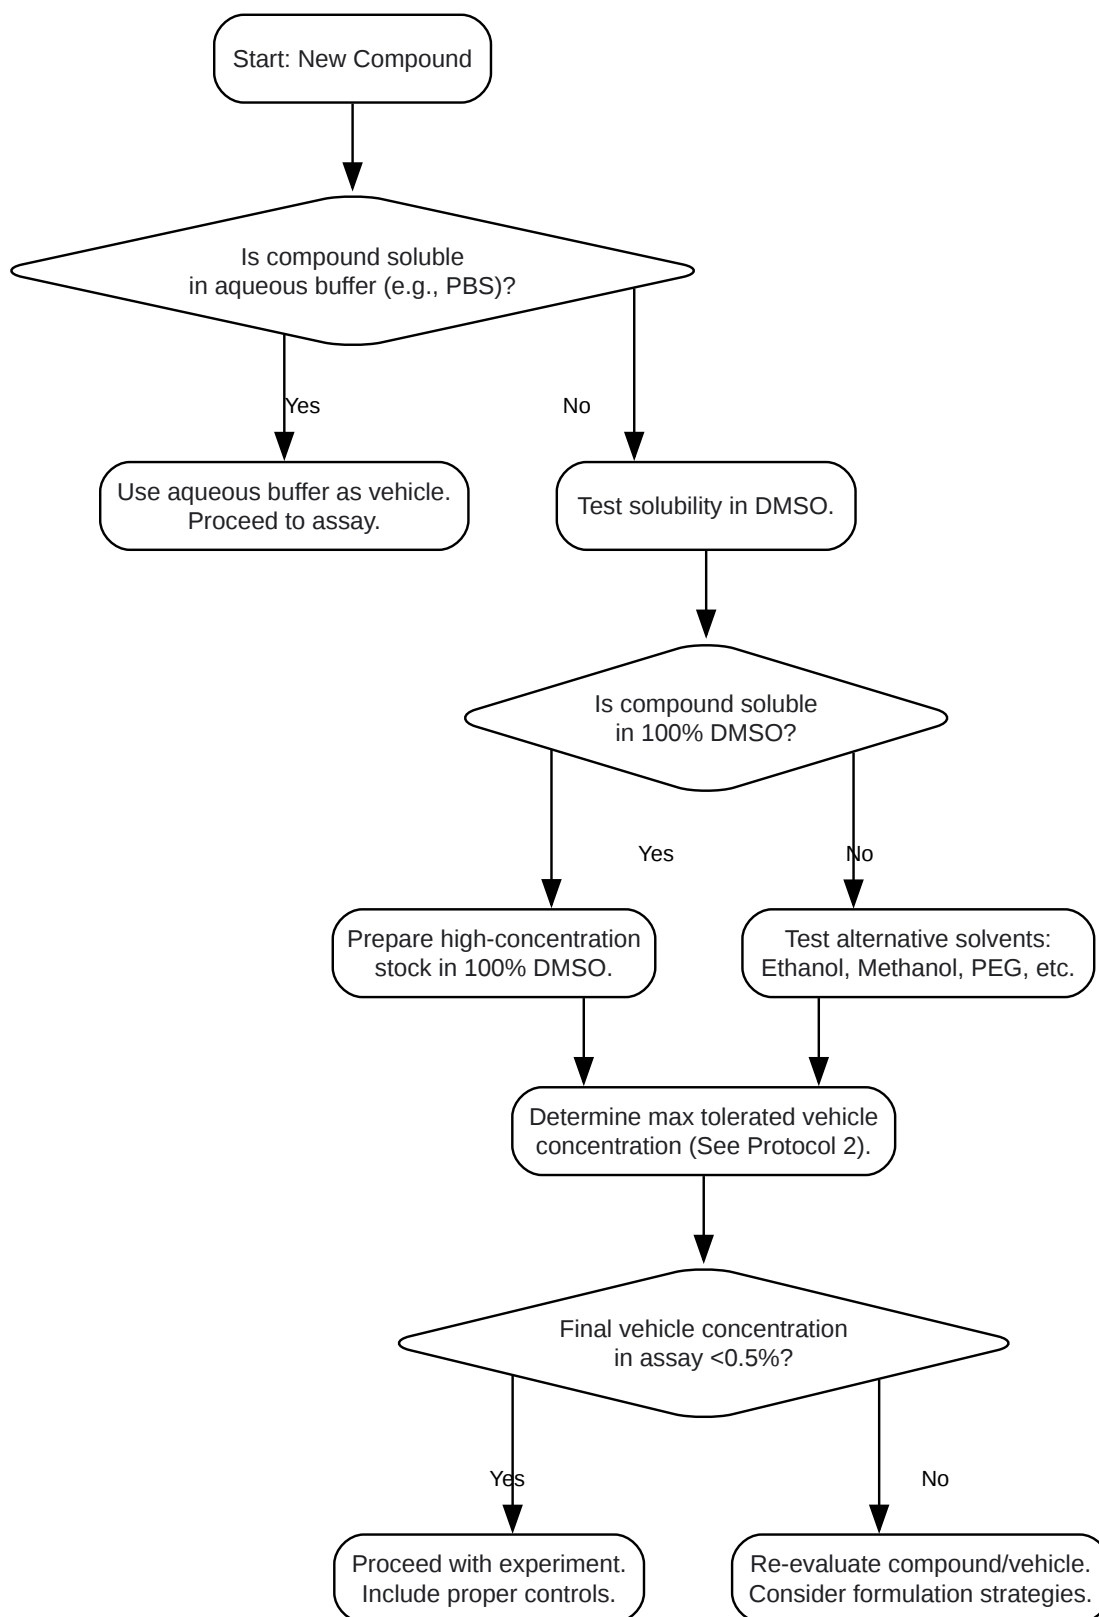 Start: New Compound
Is compound soluble
in aqueous buffer (e.g., PBS)?
Yes
No
Use aqueous buffer as vehicle.
Proceed to assay.
Test solubility in DMSO.
Is compound soluble
in 100% DMSO?
Yes
No
Prepare high-concentration
stock in 100% DMSO.
Test alternative solvents:
Ethanol, Methanol, PEG, etc.
Determine max tolerated vehicle
concentration (See Protocol 2).
Final vehicle concentration
in assay <0.5%?
Yes
No
Proceed with experiment.
Include proper controls.
Re-evaluate compound/vehicle.
Consider formulation strategies.